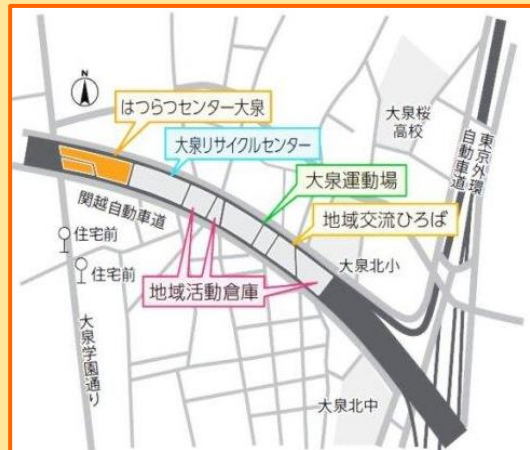 N
はつらつセンター大泉
大泉リサイクルセンター
大泉桜
高校
東京外環
自動車道
大泉運動場
関越自動車道
地域交流ひろば
住宅前
大泉北小
住宅前
地域活動倉庫
大泉学園通り
大泉北中